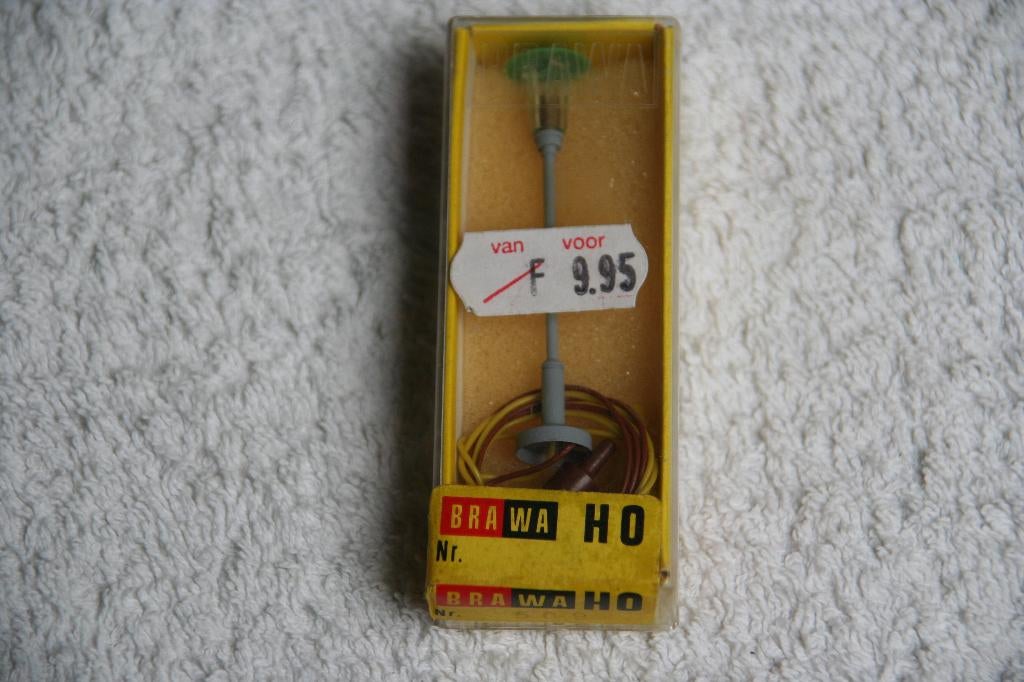 van voor
F 9.95
BRAWA HO
Nr.
BRAWA HO
Nr.